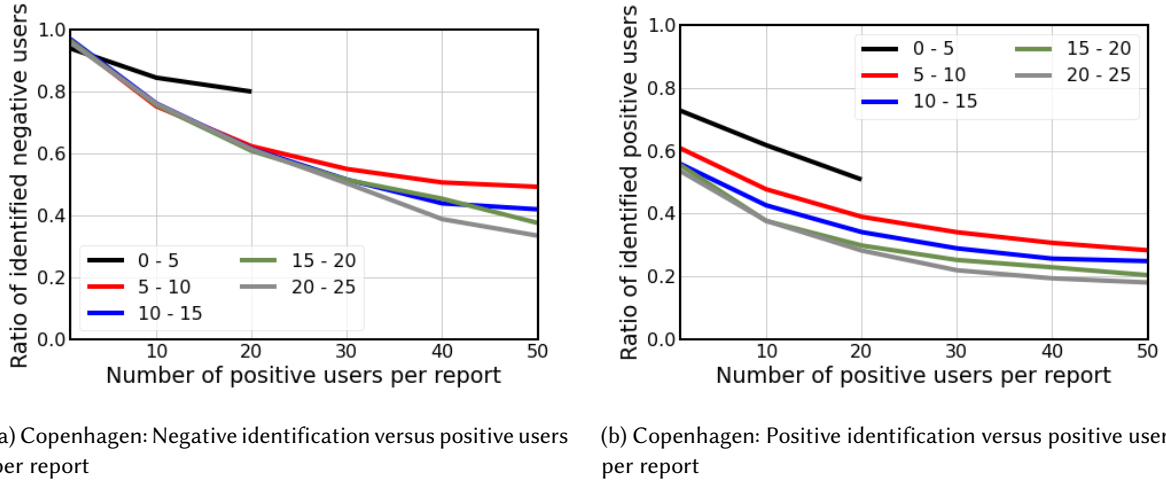 Ratio of identified negative users
1.0
0.8
0.6
0.4
0.2
0.0
0 - 5
15 - 20
5 - 10
20 - 25
10 - 15
10
20
30
40
50
Number of positive users per report
a) Copenhagen: Negative identification versus positive users
per report
Ratio of identified positive users
1.0
0.8
0.6
0.4
0.2
0.0
0 - 5
15 - 20
5 - 10
20 - 25
10 - 15
10
20
30
40
50
Number of positive users per report
(b) Copenhagen: Positive identification versus positive user
per report